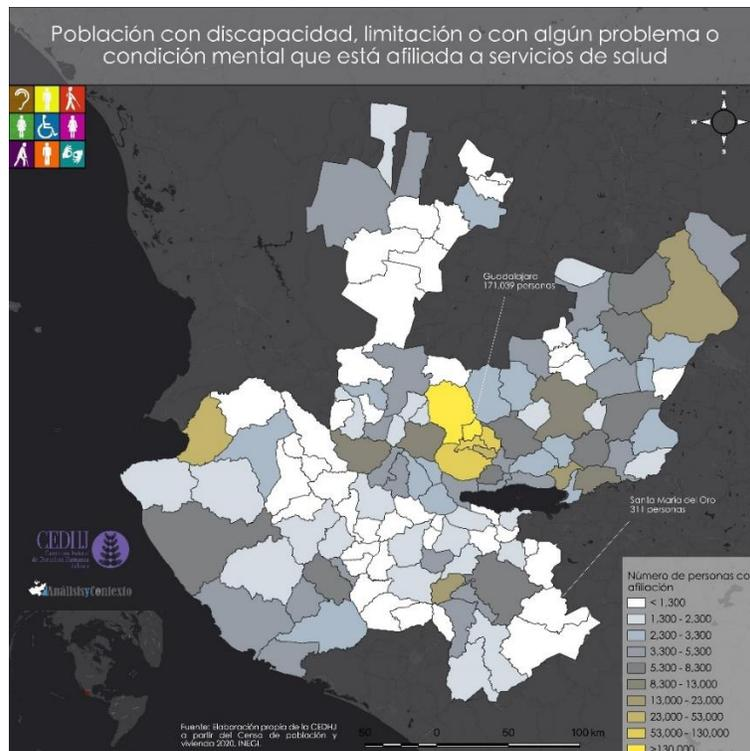 Población con discapacidad, limitación o con algún problema o
condición mental que está afiliada a servicios de salud
N
W
E
S
Guadalajara
171,039 personas
Santa María del Oro
311 personas
CEDHJ
AnálisisyContexto
Número de personas co
afiliación
< 1,300
1,300 - 2,300
2,300 - 3,300
3,300 - 5,300
5,300 - 8,300
8,300 - 13,000
13,000 - 23,000
23,000 - 53,000
53,000 - 130,000
>130,000
Fuente: Elaboración propia de la CEDHJ
a partir del Censo de población y
vivienda 2020, INEGI.
50 0 50 100 km